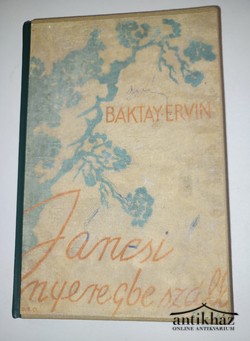 BAKTAY ERVIN
Jancsi
nyeregbe száll
antikház
ONLINE ANTIKVÁRIUM